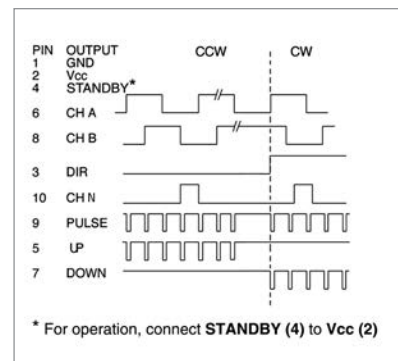 PIN OUTPUT CCW CW
1 GND
2 Vcc
4 STANDBY*
6 CH A
8 CH B
3 DIR
10 CH N
9 PULSE
5 UP
7 DOWN
* For operation, connect STANDBY (4) to Vcc (2)